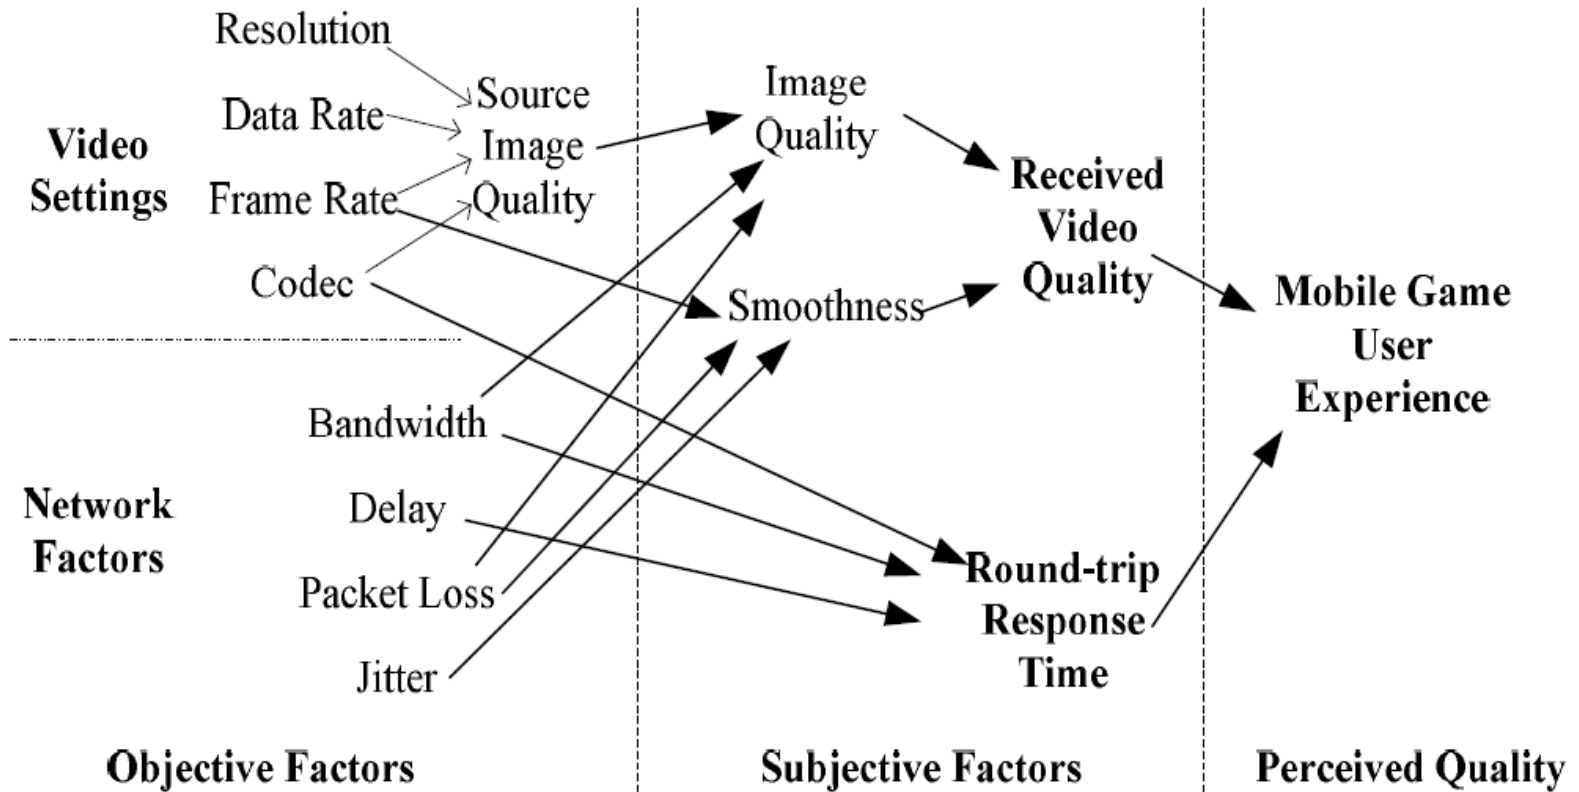 Resolution
Data Rate
Frame Rate
Codec
Video
Settings
Source
Image
Quality
Image
Quality
Smoothness
Received
Video
Quality
Mobile Game
User
Experience
Network
Factors
Bandwidth
Delay
Packet Loss
Jitter
Round-trip
Response
Time
Objective Factors
Subjective Factors
Perceived Quality